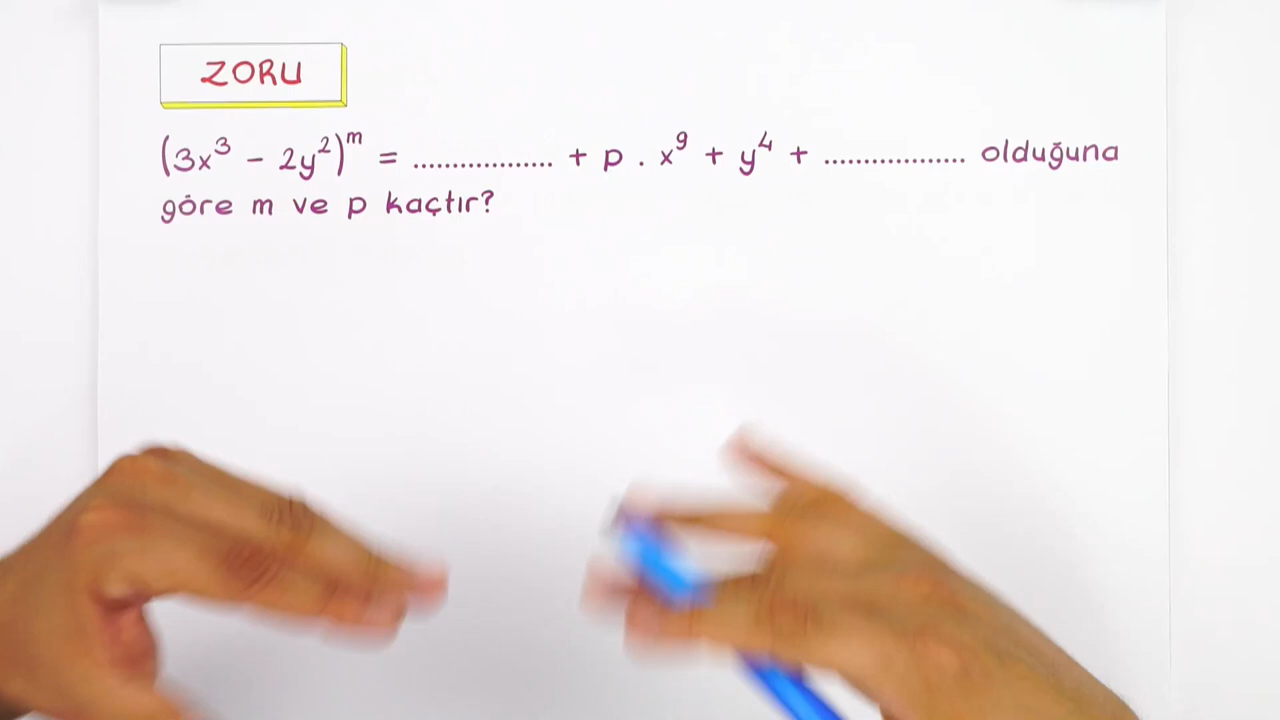 ZORU
(3x³ - 2y²)ᵐ = .................. + p . x⁹ + y⁴ + .................. olduğuna
göre m ve p kaçtır?